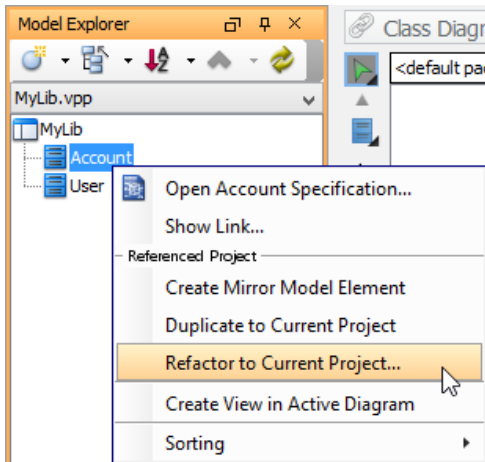 Model Explorer
Class Diagr
MyLib.vpp
<default pa
MyLib
Account
User
Open Account Specification...
Show Link...
Referenced Project
Create Mirror Model Element
Duplicate to Current Project
Refactor to Current Project...
Create View in Active Diagram
Sorting